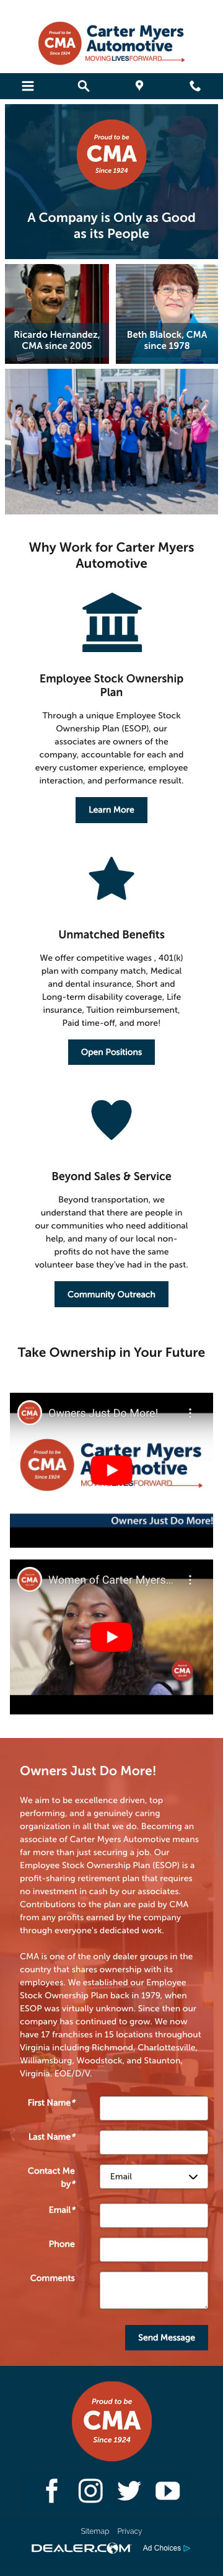 Proud to be
CMA
Since 1924
Carter Myers
Automotive
MOVINGLIVESFORWARD
Proud to be
CMA
Since 1924
A Company is Only as Good
as its People
Ricardo Hernandez,
CMA since 2005
Beth Blalock, CMA
since 1978
Why Work for Carter Myers
Automotive
Employee Stock Ownership
Plan
Through a unique Employee Stock
Ownership Plan (ESOP), our
associates are owners of the
company, accountable for each and
every customer experience, employee
interaction, and performance result.
Learn More
Unmatched Benefits
We offer competitive wages , 401(k)
plan with company match, Medical
and dental insurance, Short and
Long-term disability coverage, Life
insurance, Tuition reimbursement,
Paid time-off, and more!
Open Positions
Beyond Sales & Service
Beyond transportation, we
understand that there are people in
our communities who need additional
help, and many of our local non-
profits do not have the same
volunteer base they've had in the past.
Community Outreach
Take Ownership in Your Future
Owners Just Do More!
Proud to be
CMA
Since 1924
Carter Myers
Automotive
MOVINGLIVESFORWARD
Owners Just Do More!
Women of Carter Myers...
CMA
Owners Just Do More!
We aim to be excellence driven, top
performing, and a genuinely caring
organization in all that we do. Becoming an
associate of Carter Myers Automotive means
far more than just securing a job. Our
Employee Stock Ownership Plan (ESOP) is a
profit-sharing retirement plan that requires
no investment in cash by our associates.
Contributions to the plan are paid by CMA
from any profits earned by the company
through everyone's dedicated work.
CMA is one of the only dealer groups in the
country that shares ownership with its
employees. We established our Employee
Stock Ownership Plan back in 1979, when
ESOP was virtually unknown. Since then our
company has continued to grow. We now
have 17 franchises in 15 locations throughout
Virginia including Richmond, Charlottesville,
Williamsburg, Woodstock, and Staunton,
Virginia. EOE/D/V.
First Name*
Last Name*
Contact Me
by*
Email
Email*
Phone
Comments
Send Message
Proud to be
CMA
Since 1924
Sitemap Privacy
DEALER.COM Ad Choices